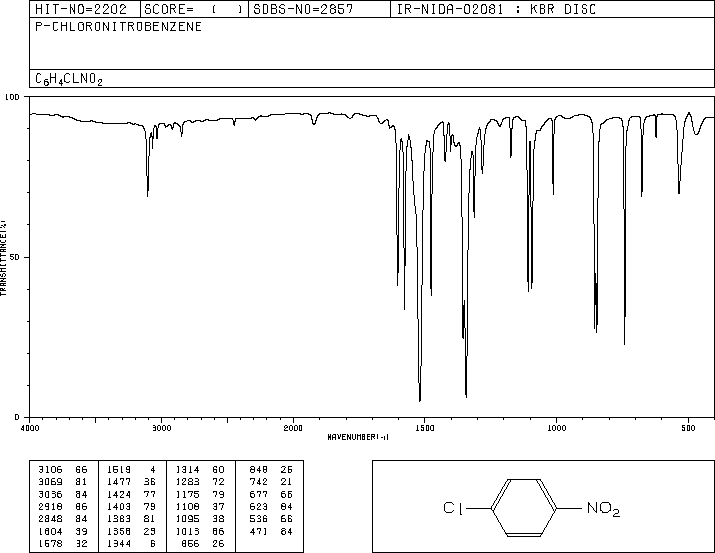 HIT-NO=2202 SCORE= ( ) SDBS-NO=2857 IR-NIDA-02081 : KBR DISC
P-CHLORONITROBENZENE
C6H4CLNO2
100
50
0
TRANSMITTANCE(%)
4000 3000 2000 1500 1000 500
WAVENUMBER(-1)
3106 66 1519 4 1314 60 848 25
3069 81 1477 36 1283 72 742 21
3036 84 1424 77 1175 79 677 66
2918 86 1403 79 1108 37 623 84
2848 84 1383 81 1095 38 536 66
1604 39 1358 23 1013 86 471 84
1578 32 1344 6 856 26
Cl NO2